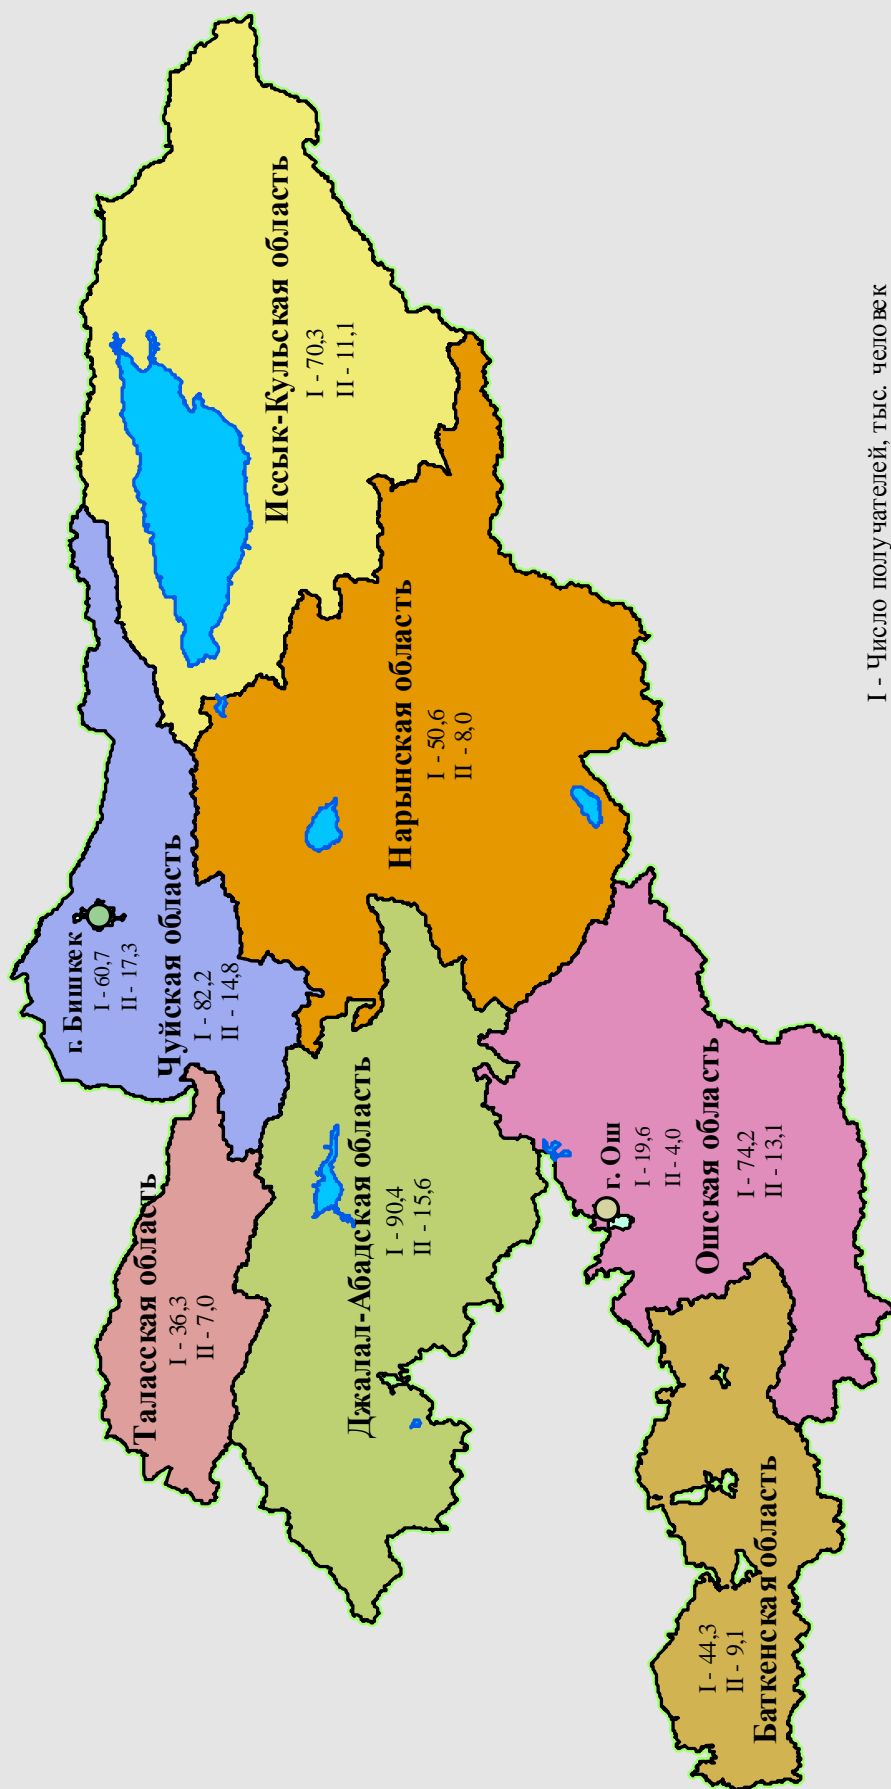 г. Бишкек
I - 60,7
II - 17,3
Чуйская область
I - 82,2
II - 14,8
Таласская область
I - 36,3
II - 7,0
Иссык-Кульская область
I - 70,3
II - 11,1
Нарынская область
I - 50,6
II - 8,0
Джалал-Абадская область
I - 90,4
II - 15,6
г. Ош
I - 19,6
II - 4,0
Ошская область
I - 74,2
II - 13,1
I - 44,3
II - 9,1
Баткенская область
I - Число получателей, тыс. человек